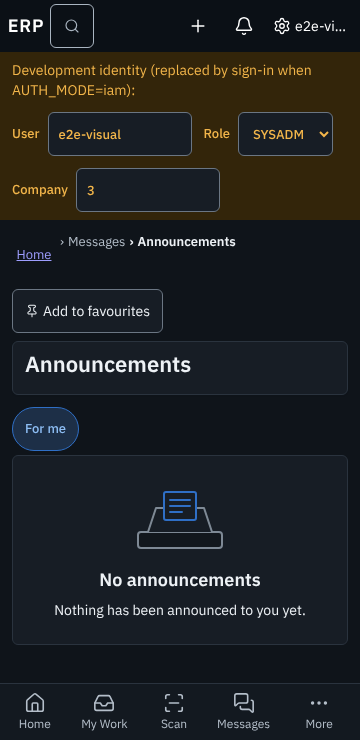 ERP
e2e-vi...
Development identity (replaced by sign-in when
AUTH_MODE=iam):
User e2e-visual Role SYSADM
Company 3
Home › Messages › Announcements
Add to favourites
Announcements
For me
No announcements
Nothing has been announced to you yet.
Home My Work Scan Messages More